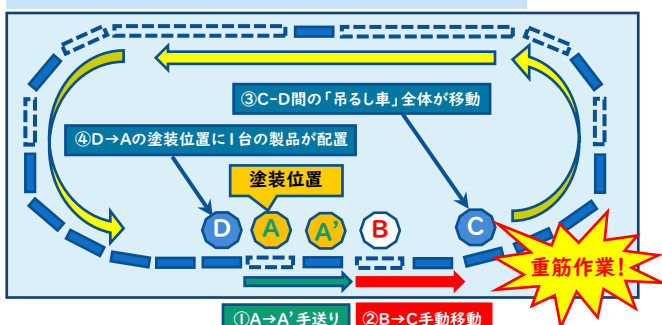 ③C-D間の「吊るし車」全体が移動
④D→Aの塗装位置に1台の製品が配置
塗装位置
D
A
A'
B
C
重筋作業!
①A→A'手送り
②B→C手動移動